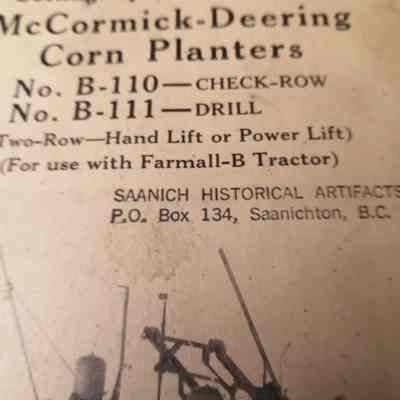 McCormick-Deering
Corn Planters
No. B-110—CHECK-ROW
No. B-111—DRILL
Two-Row—Hand Lift or Power Lift)
(For use with Farmall-B Tractor)
SAANICH HISTORICAL ARTIFACTS
P.O. Box 134, Saanichton, B.C.